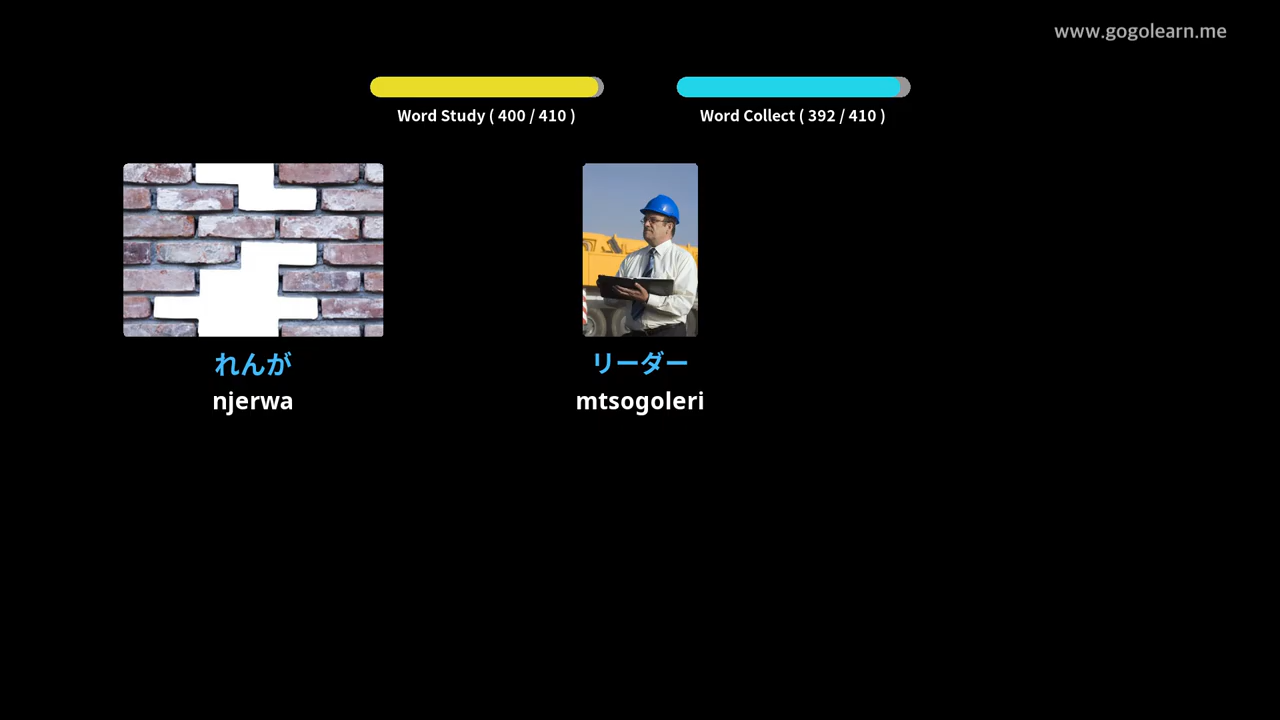 www.gogolearn.me
Word Study ( 400 / 410 )
Word Collect ( 392 / 410 )
れんが
njerwa
リーダー
mtsogoleri